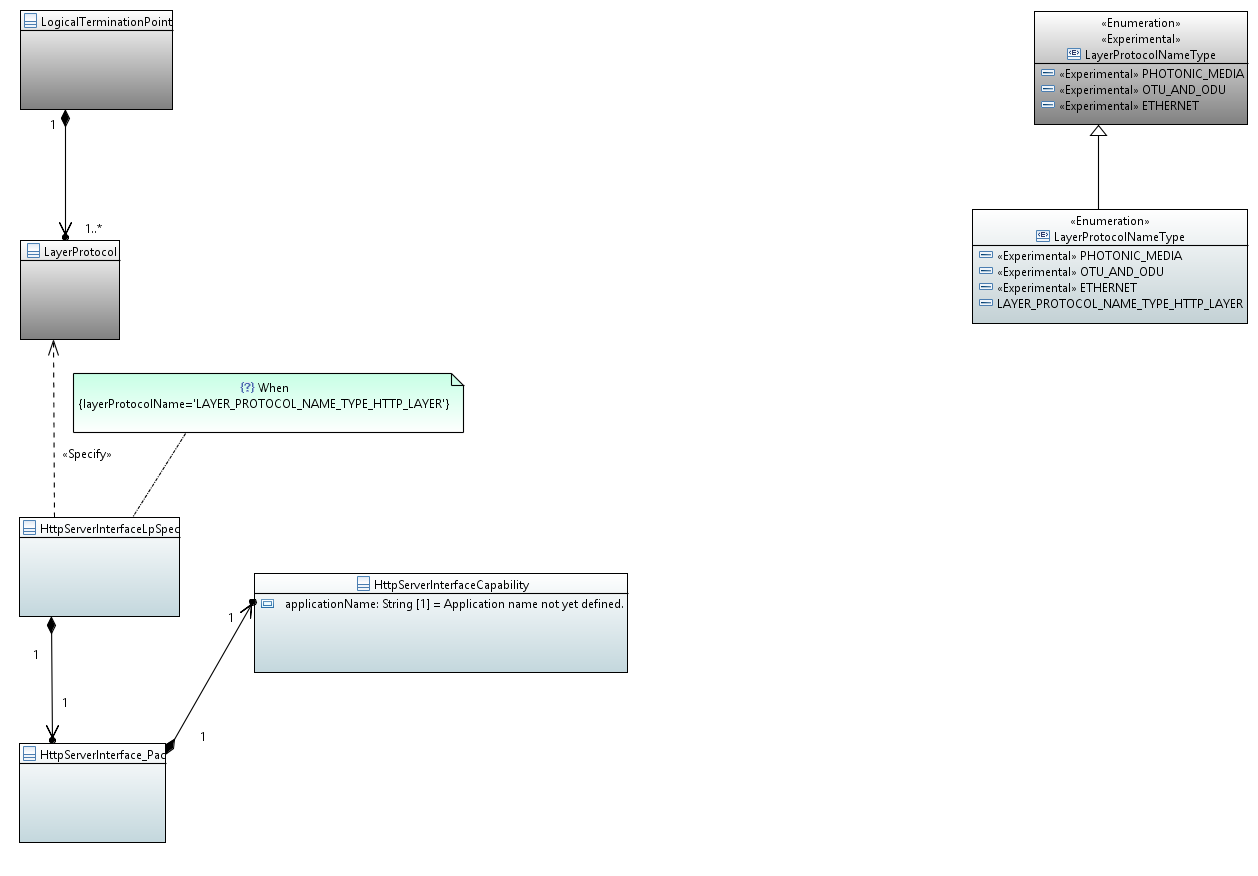 LogicalTerminationPoint
1
1..*
LayerProtocol
{?} When
{layerProtocolName='LAYER_PROTOCOL_NAME_TYPE_HTTP_LAYER'}
«Specify»
HttpServerInterfaceLpSpec
1
1
HttpServerInterface_Pac
1
1
HttpServerInterfaceCapability
applicationName: String [1] = Application name not yet defined.
«Enumeration»
«Experimental»
«E» LayerProtocolNameType
«Experimental» PHOTONIC_MEDIA
«Experimental» OTU_AND_ODU
«Experimental» ETHERNET
«Enumeration»
«E» LayerProtocolNameType
«Experimental» PHOTONIC_MEDIA
«Experimental» OTU_AND_ODU
«Experimental» ETHERNET
LAYER_PROTOCOL_NAME_TYPE_HTTP_LAYER